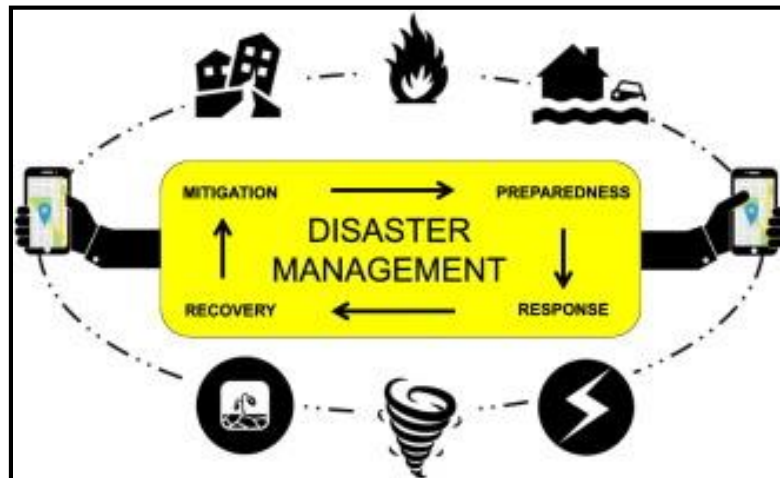 MITIGATION PREPAREDNESS
DISASTER
MANAGEMENT
RECOVERY RESPONSE